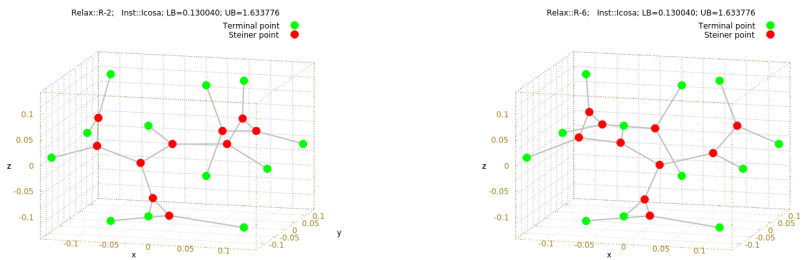 Relax::R-2;   Inst::Icosa; LB=0.130040; UB=1.633776
Terminal point
Steiner point
0.1
0.05
z
0
-0.05
-0.1
-0.1
-0.05
0
0.05
0.1
x
-0.1
-0.05
0
0.05
0.1
y
Relax::R-6;   Inst::Icosa; LB=0.130040; UB=1.633776
Terminal point
Steiner point
0.1
0.05
z
0
-0.05
-0.1
-0.1
-0.05
0
0.05
0.1
x
-0.1
-0.05
0
0.05
0.1
y